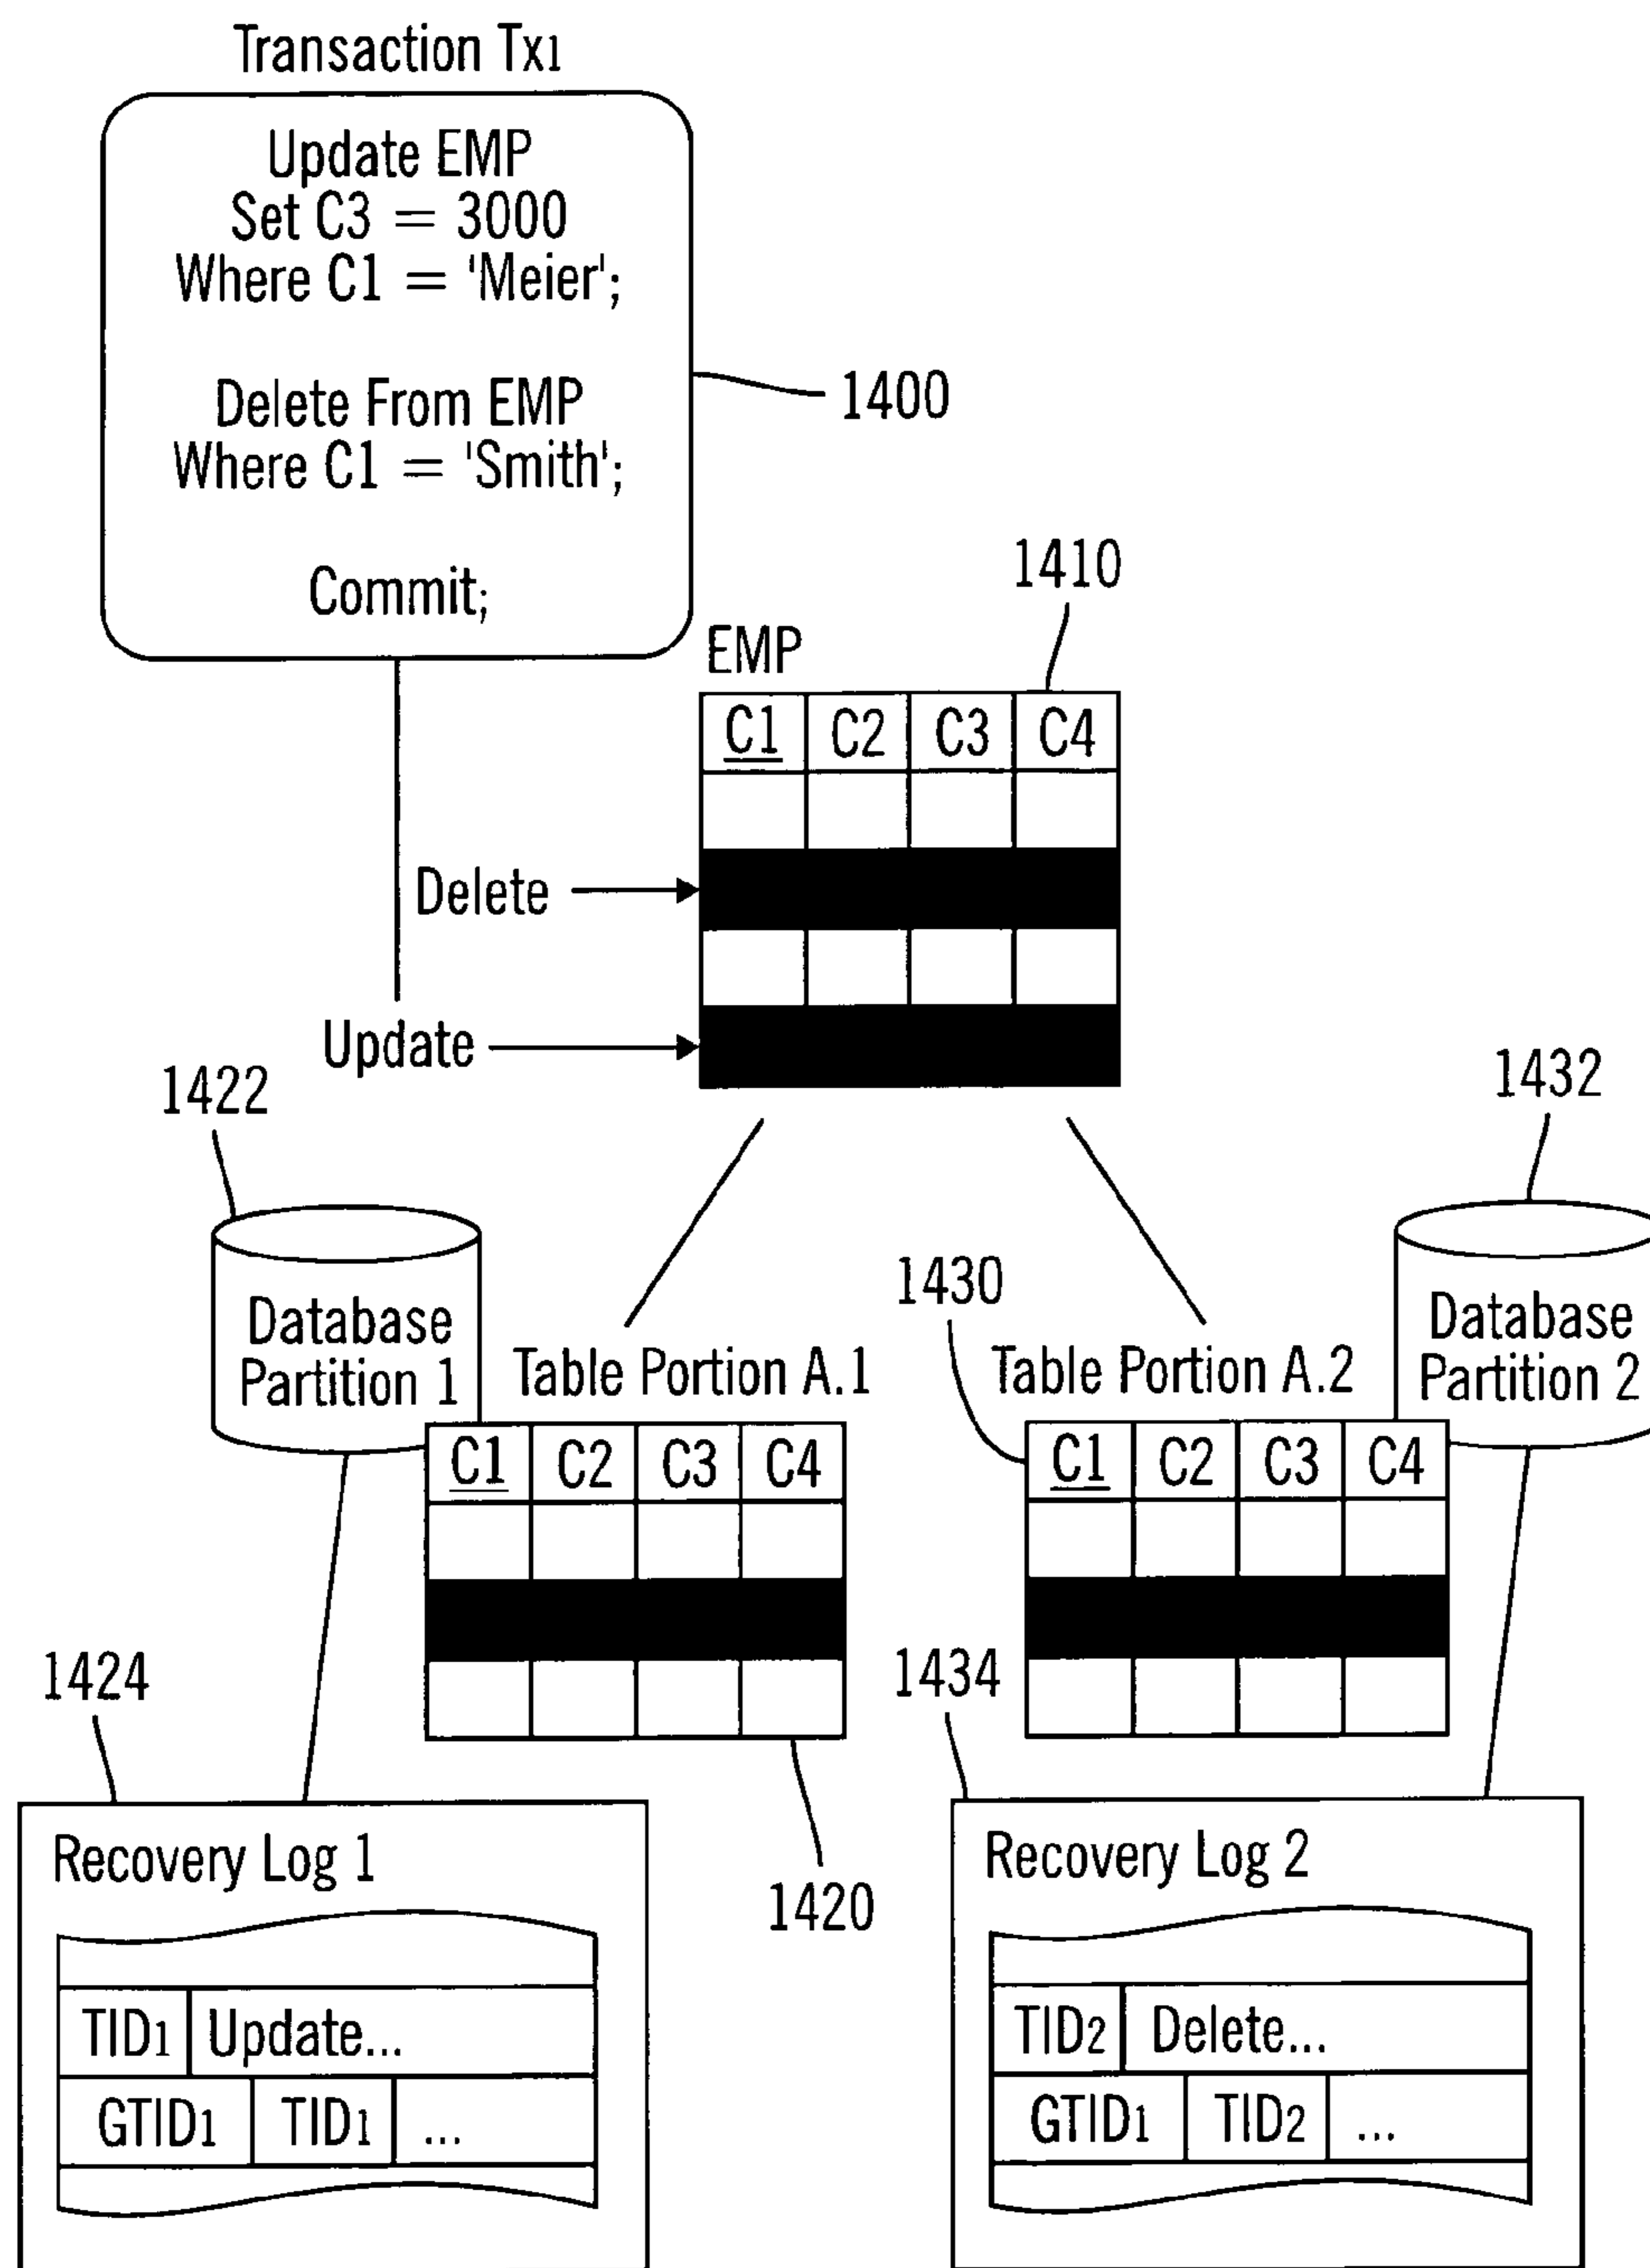 Transaction Tx1
Update EMP
Set C3 = 3000
Where C1 = 'Meier';
Delete From EMP
Where C1 = 'Smith';
Commit;
1400
1410
EMP
C1 C2 C3 C4
Delete
Update
1422
1432
Database
Partition 1
1430
Database
Partition 2
Table Portion A.1
Table Portion A.2
C1 C2 C3 C4
C1 C2 C3 C4
1424
1434
1420
Recovery Log 1
TID1 Update...
GTID1 TID1 ...
Recovery Log 2
TID2 Delete...
GTID1 TID2 ...